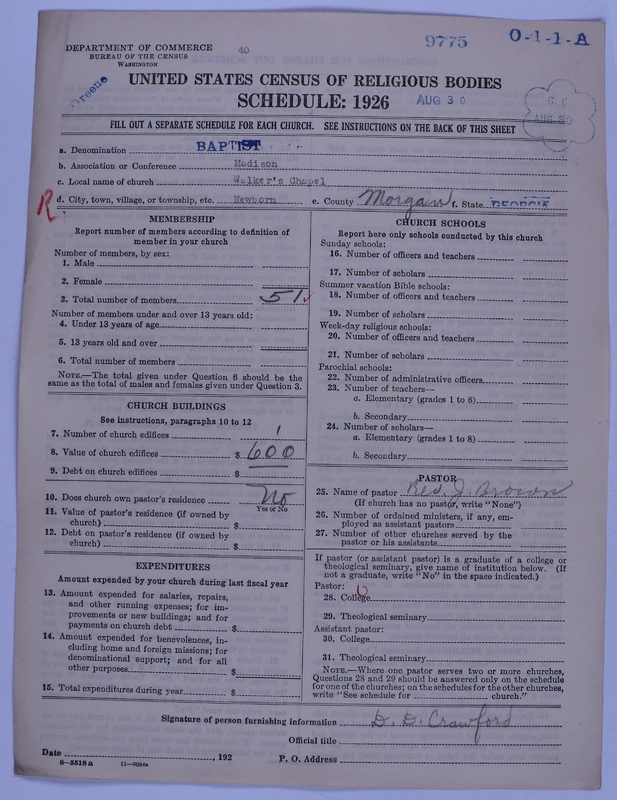 DEPARTMENT OF COMMERCE
BUREAU OF THE CENSUS
WASHINGTON
40
9775
O-1-1-A
Greene
UNITED STATES CENSUS OF RELIGIOUS BODIES
SCHEDULE: 1926
AUG 30
G. C.
AUG 20
FILL OUT A SEPARATE SCHEDULE FOR EACH CHURCH. SEE INSTRUCTIONS ON THE BACK OF THIS SHEET
a. Denomination BAPTIST
b. Association or Conference Madison
c. Local name of church Walker's Chapel
R d. City, town, village, or township, etc. Newborn e. County Morgan f. State GEORGIA
MEMBERSHIP
Report number of members according to definition of
member in your church
Number of members, by sex:
1. Male
2. Female
3. Total number of members 51
Number of members under and over 13 years old:
4. Under 13 years of age
5. 13 years old and over
6. Total number of members
NOTE.—The total given under Question 6 should be the
same as the total of males and females given under Question 3.
CHURCH BUILDINGS
See instructions, paragraphs 10 to 12
7. Number of church edifices 1
8. Value of church edifices $ 600
9. Debt on church edifices $
10. Does church own pastor's residence No
Yes or No
11. Value of pastor's residence (if owned by
church) $
12. Debt on pastor's residence (if owned by
church) $
EXPENDITURES
Amount expended by your church during last fiscal year
13. Amount expended for salaries, repairs,
and other running expenses; for im-
provements or new buildings; and for
payments on church debt $
14. Amount expended for benevolences, in-
cluding home and foreign missions; for
denominational support; and for all
other purposes $
15. Total expenditures during year $
CHURCH SCHOOLS
Report here only schools conducted by this church
Sunday schools:
16. Number of officers and teachers
17. Number of scholars
Summer vacation Bible schools:
18. Number of officers and teachers
19. Number of scholars
Week-day religious schools:
20. Number of officers and teachers
21. Number of scholars
Parochial schools:
22. Number of administrative officers
23. Number of teachers—
a. Elementary (grades 1 to 8)
b. Secondary
24. Number of scholars—
a. Elementary (grades 1 to 8)
b. Secondary
PASTOR
25. Name of pastor Rev. J. Brown
(If church has no pastor, write "None")
26. Number of ordained ministers, if any, em-
ployed as assistant pastors
27. Number of other churches served by the
pastor or his assistants
If pastor (or assistant pastor) is a graduate of a college or
theological seminary, give name of institution below. (If
not a graduate, write "No" in the space indicated.)
Pastor:
28. College
29. Theological seminary
Assistant pastor:
30. College
31. Theological seminary
NOTE.—Where one pastor serves two or more churches,
Questions 28 and 29 should be answered only on the schedule
for one of the churches; on the schedules for the other churches,
write "See schedule for church."
Signature of person furnishing information D. D. Crawford
Official title
Date , 192 P. O. Address
8—5518 a